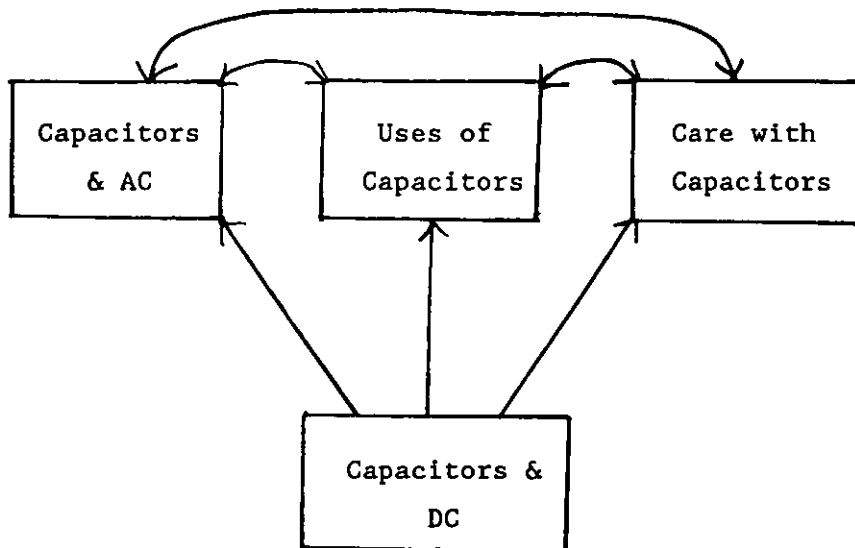 Capacitors
& AC
Uses of
Capacitors
Care with
Capacitors
Capacitors &
DC